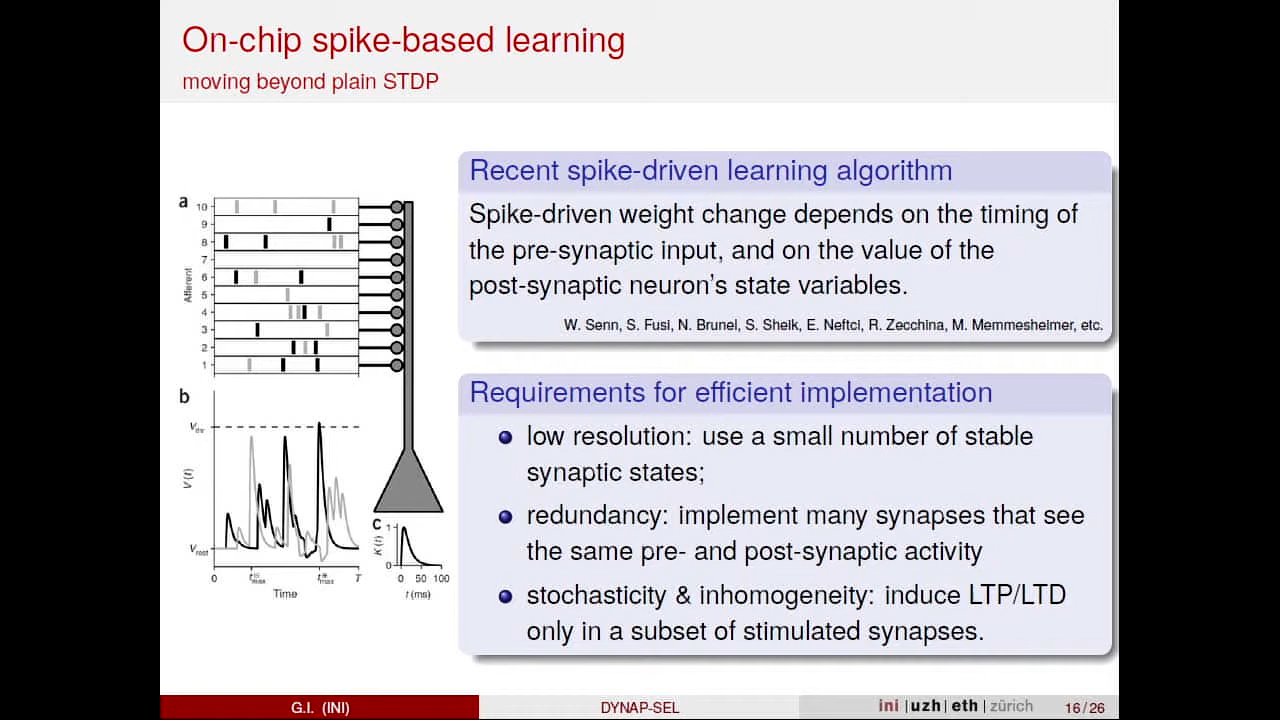 On-chip spike-based learning
moving beyond plain STDP
a
10
9
8
7
6
5
4
3
2
1
Afferent
b
Vthr
V(t)
Vrest
0
T
Time
c
1
K(t)
0
0 50 100
t (ms)
Recent spike-driven learning algorithm
Spike-driven weight change depends on the timing of
the pre-synaptic input, and on the value of the
post-synaptic neuron's state variables.
W. Senn, S. Fusi, N. Brunel, S. Sheik, E. Neftci, R. Zecchina, M. Memmesheimer, etc.
Requirements for efficient implementation
low resolution: use a small number of stable
synaptic states;
redundancy: implement many synapses that see
the same pre- and post-synaptic activity
stochasticity & inhomogeneity: induce LTP/LTD
only in a subset of stimulated synapses.
G.I. (INI)
DYNAP-SEL
ini | uzh | eth | zürich
16 / 26